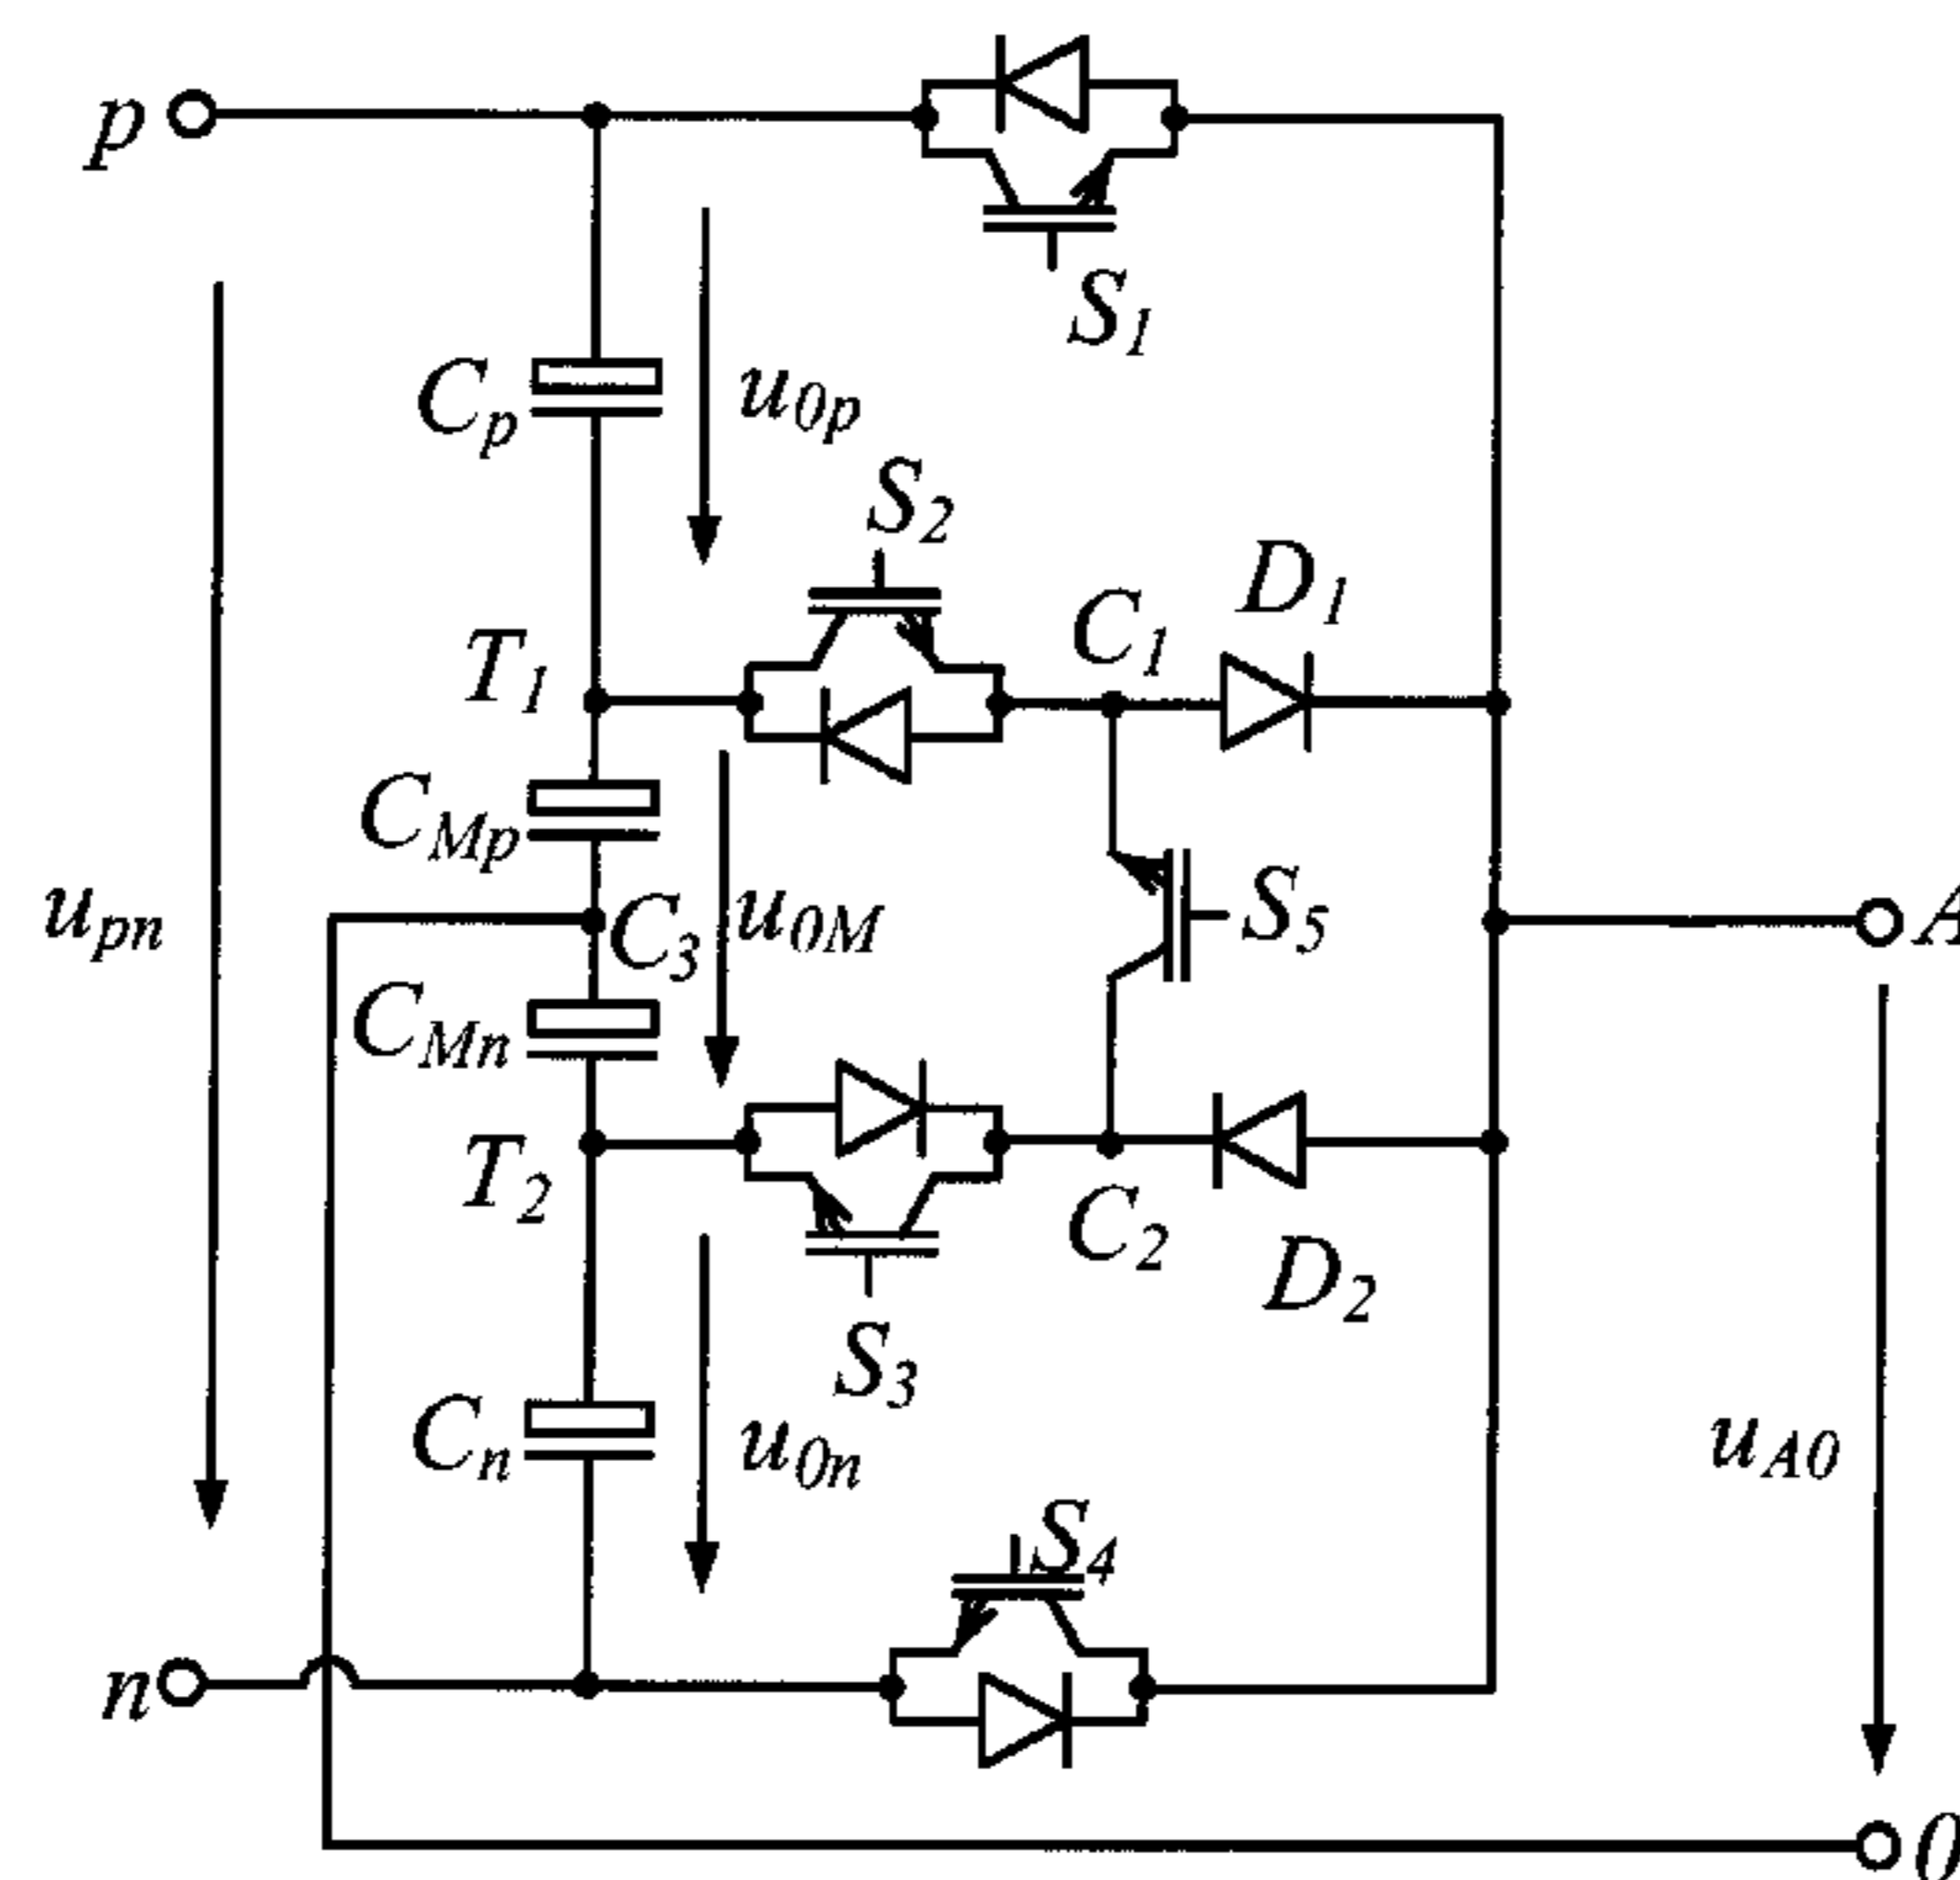 p
S1
Cp
u0p
S2
T1
C1
D1
CMp
upn
C3
u0M
S5
A
CMn
T2
C2
D2
S3
Cn
u0n
uA0
S4
n
0